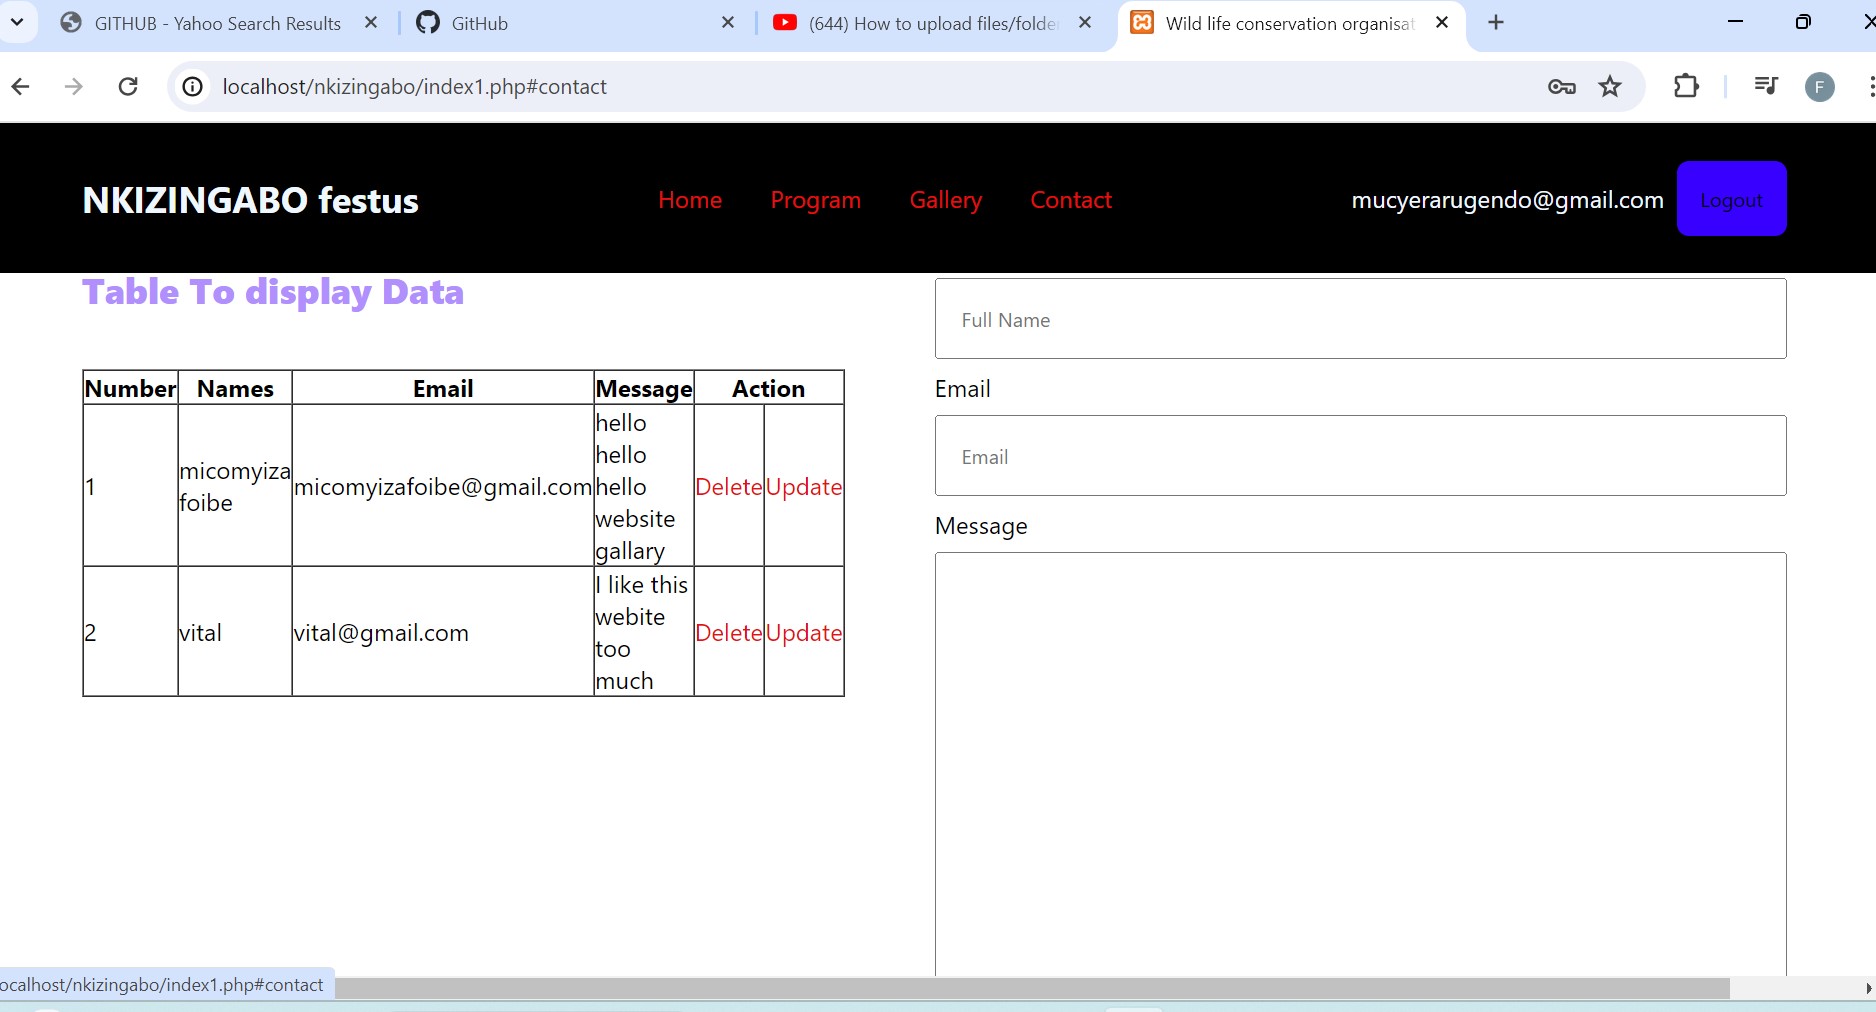 GITHUB - Yahoo Search Results
GitHub
(644) How to upload files/folde
Wild life conservation organisat
localhost/nkizingabo/index1.php#contact
F
NKIZINGABO festus
Home
Program
Gallery
Contact
mucyerarugendo@gmail.com
Logout
Table To display Data
Number Names Email Message Action
1
micomyiza
foibe
micomyizafoibe@gmail.com
hello
hello
hello
website
gallary
Delete
Update
2
vital
vital@gmail.com
I like this
webite
too
much
Delete
Update
Full Name
Email
Email
Message
ocalhost/nkizingabo/index1.php#contact